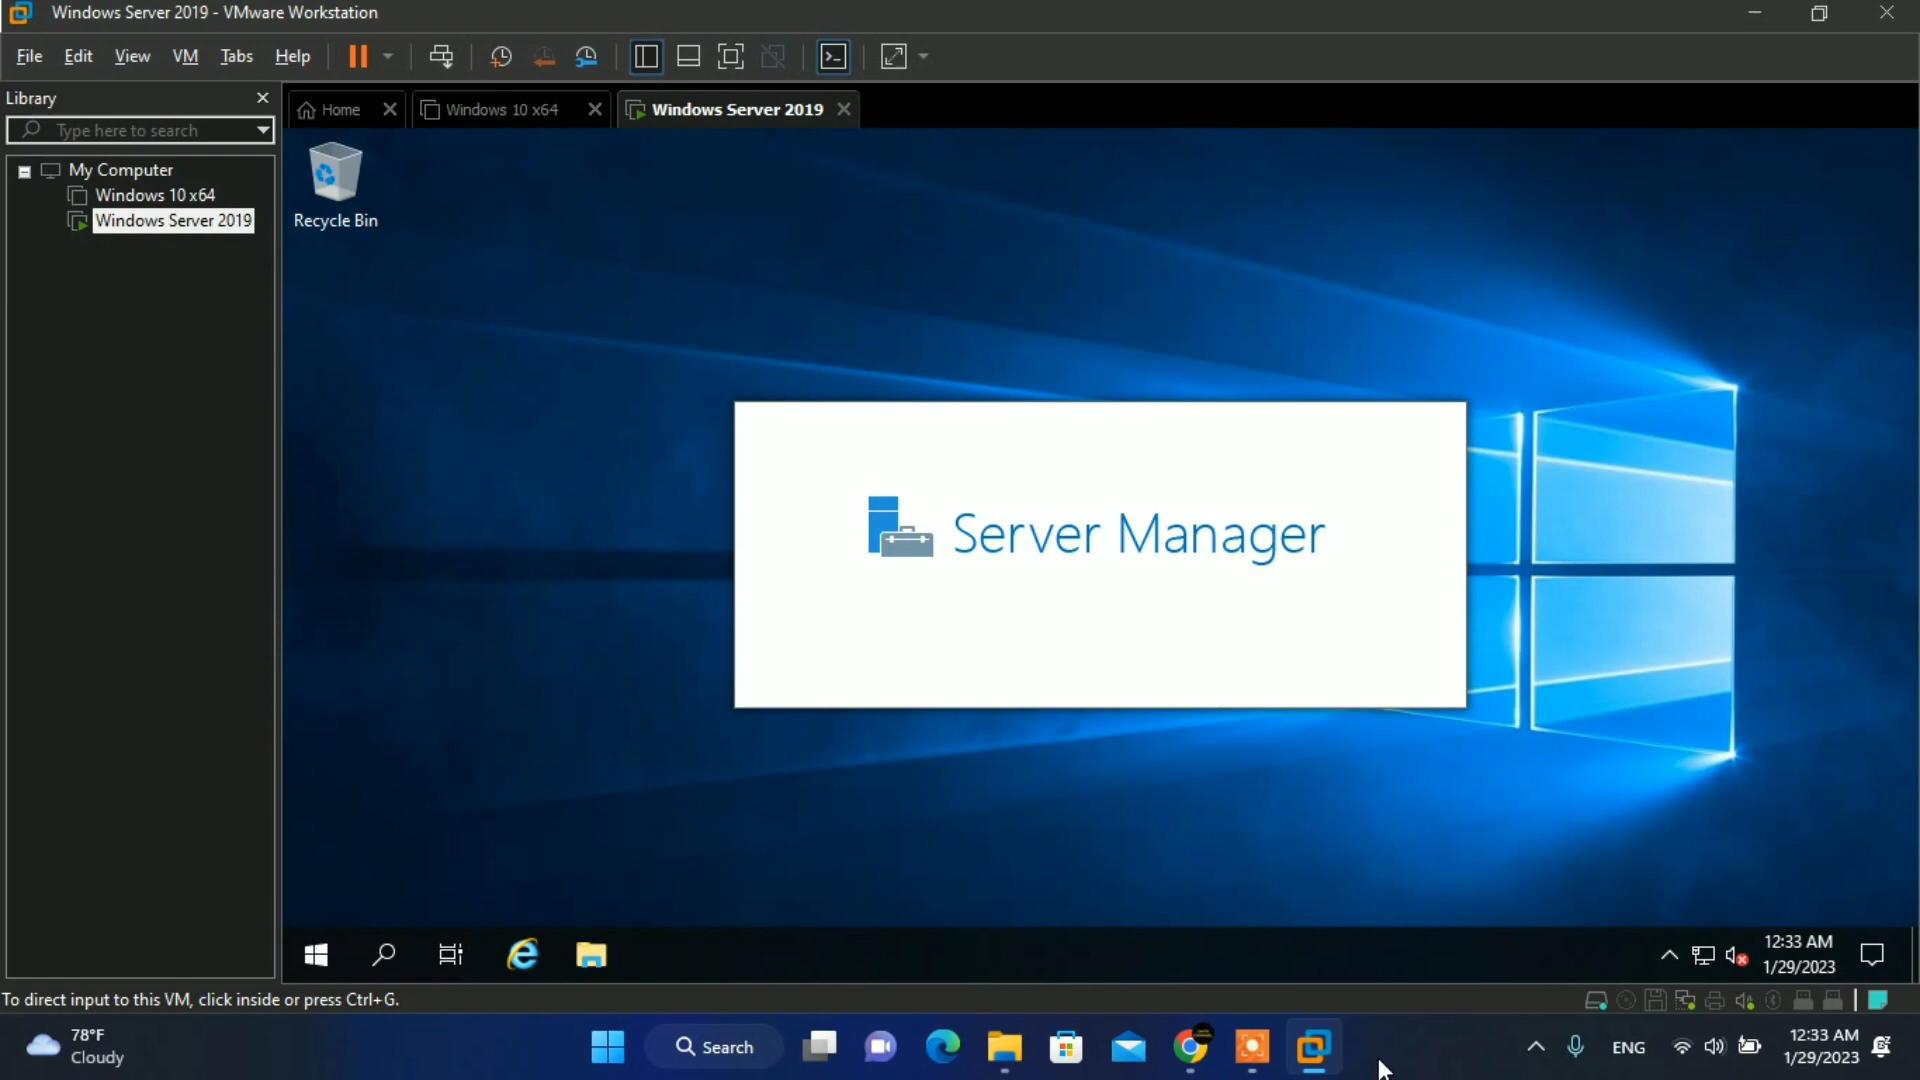 Windows Server 2019 - VMware Workstation
File Edit View VM Tabs Help
Library
Type here to search
My Computer
Windows 10 x64
Windows Server 2019
Home
Windows 10 x64
Windows Server 2019
Recycle Bin
Server Manager
12:33 AM
1/29/2023
To direct input to this VM, click inside or press Ctrl+G.
78°F
Cloudy
Search
ENG
12:33 AM
1/29/2023